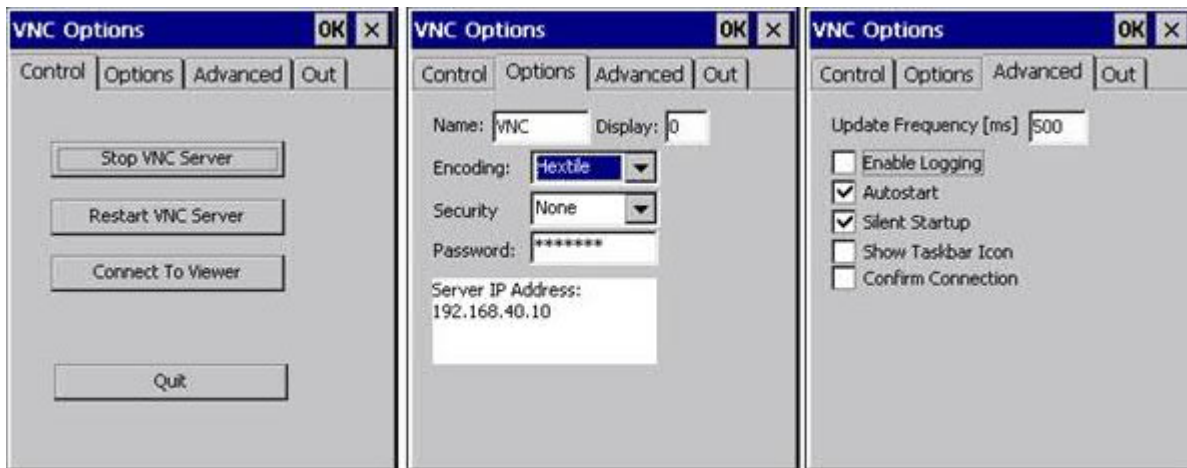 VNC Options OK ×
Control Options Advanced Out
Stop VNC Server
Restart VNC Server
Connect To Viewer
Quit
VNC Options OK ×
Control Options Advanced Out
Name: VNC Display: 0
Encoding: Hextile
Security None
Password: *******
Server IP Address:
192.168.40.10
VNC Options OK ×
Control Options Advanced Out
Update Frequency [ms] 500
Enable Logging
Autostart
Silent Startup
Show Taskbar Icon
Confirm Connection